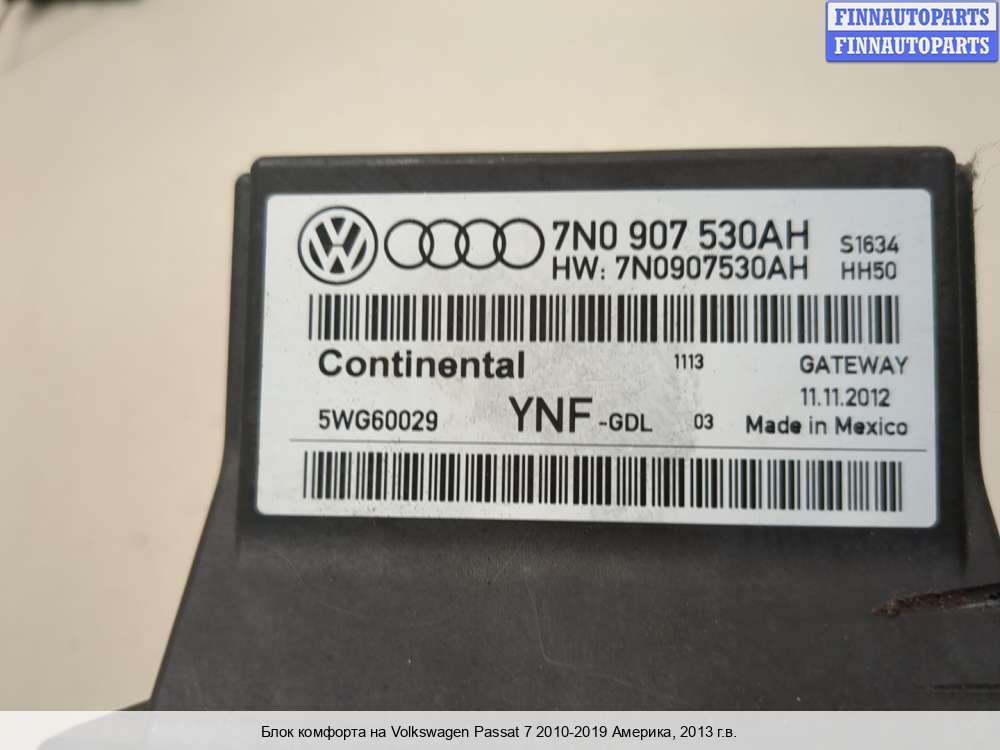 FINNAUTOPARTS
FINNAUTOPARTS
7N0 907 530AH S1634
HW: 7N0907530AH HH50
Continental 1113 GATEWAY
11.11.2012
5WG60029 YNF-GDL 03 Made in Mexico
Блок комфорта на Volkswagen Passat 7 2010-2019 Америка, 2013 г.в.